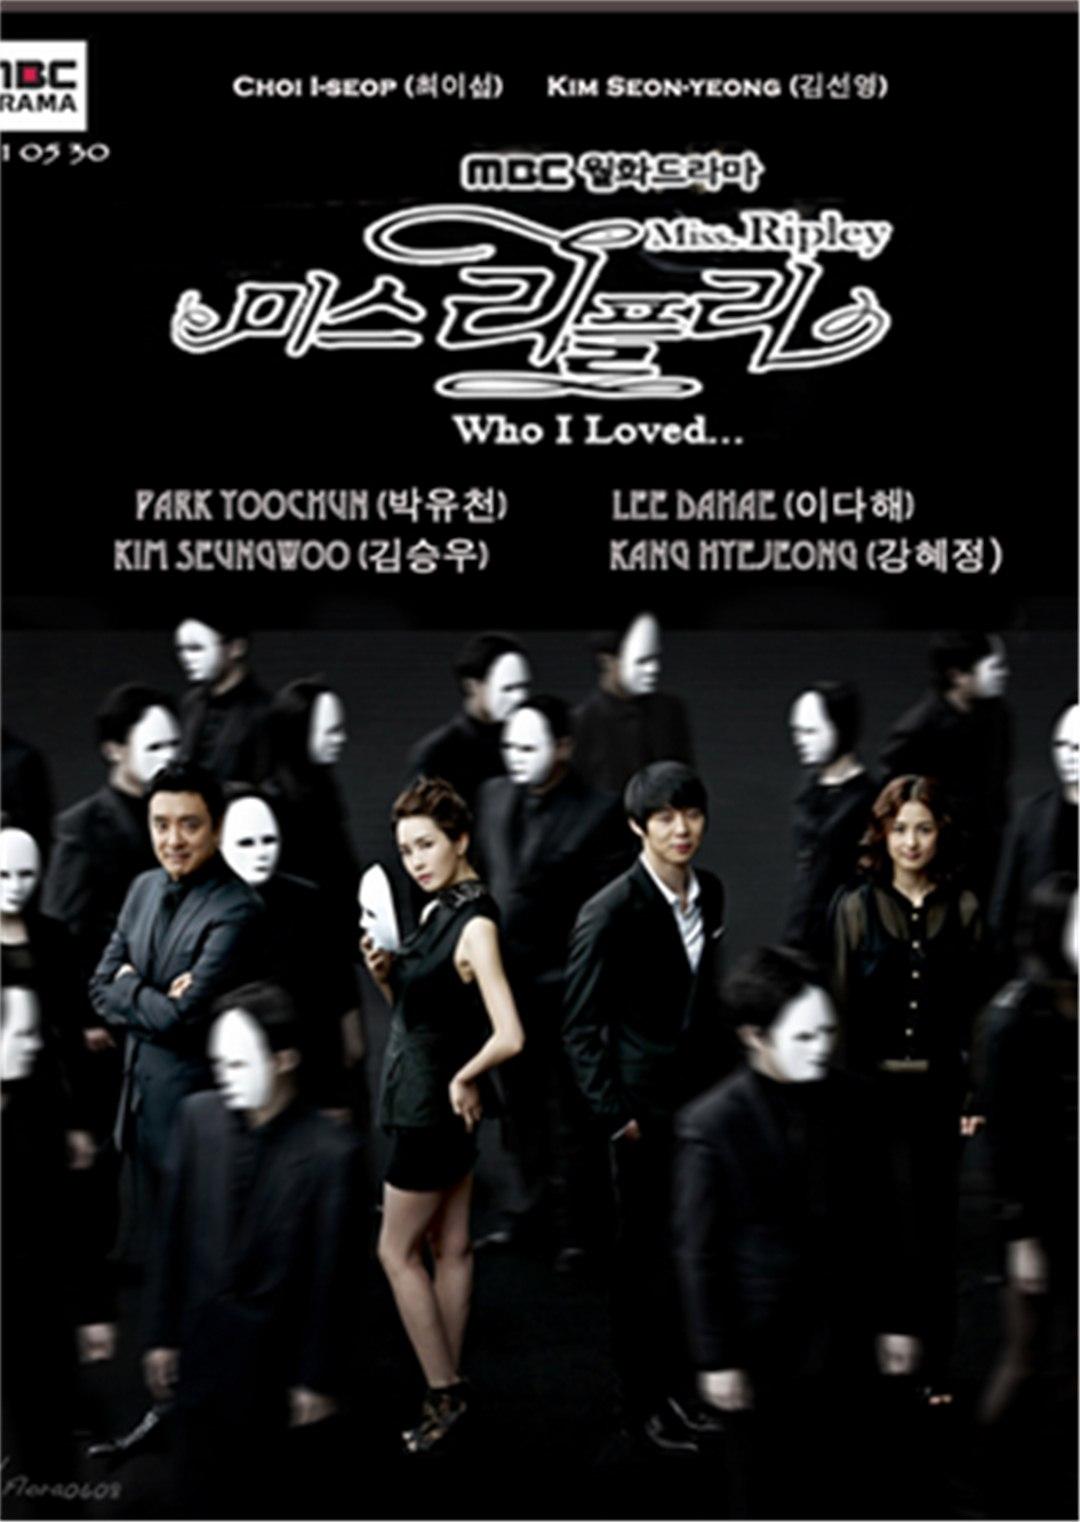 MBC
DRAMA
1 05 30
Choi I-seop (최이섭) Kim Seon-yeong (김선영)
MBC 월화드라마
Miss. Ripley
미스 리플리
Who I Loved...
PARK YOOCHUN (박유천) LEE DAHAE (이다해)
KIM SEUNGWOO (김승우) KANG HYEJEONG (강혜정)
Flora0608